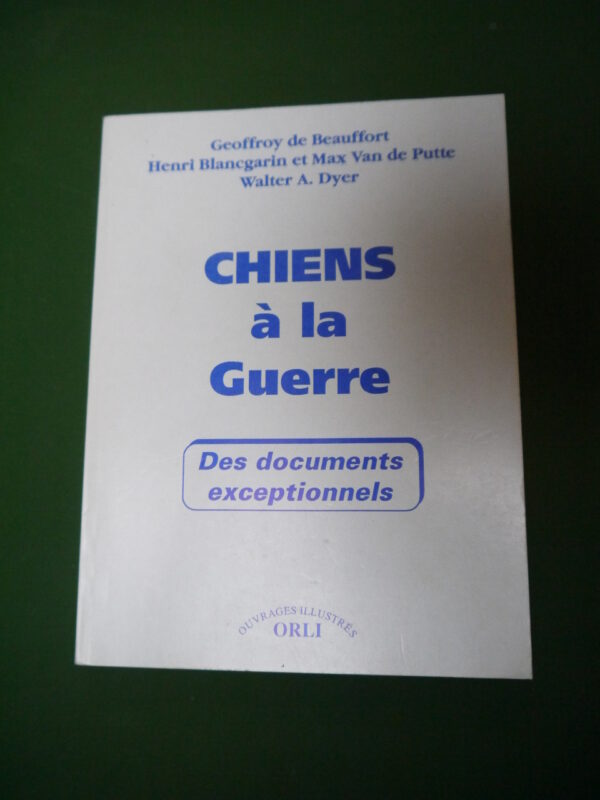 Geoffroy de Beauffort
Henri Blancgarin et Max Van de Putte
Walter A. Dyer
CHIENS
à la
Guerre
Des documents
exceptionnels
OUVRAGES ILLUSTRÉS
ORLI